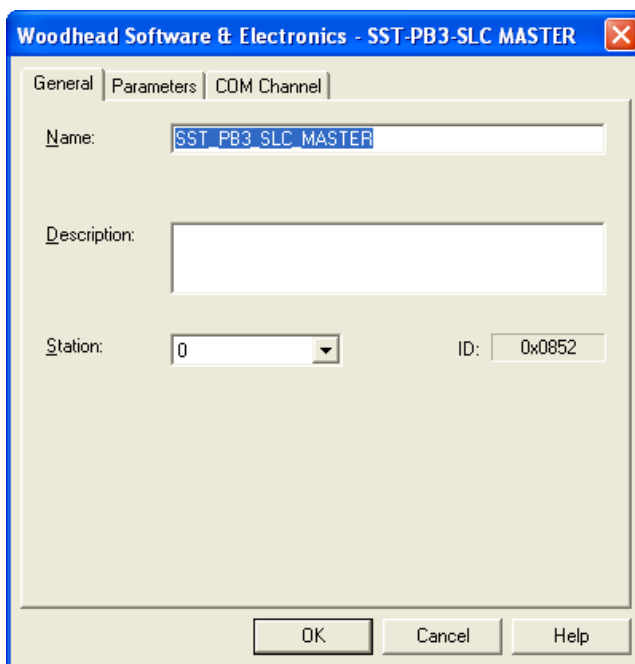 Woodhead Software & Electronics - SST-PB3-SLC MASTER
General Parameters COM Channel
Name: SST_PB3_SLC_MASTER
Description:
Station: 0 ID: 0x0852
OK Cancel Help